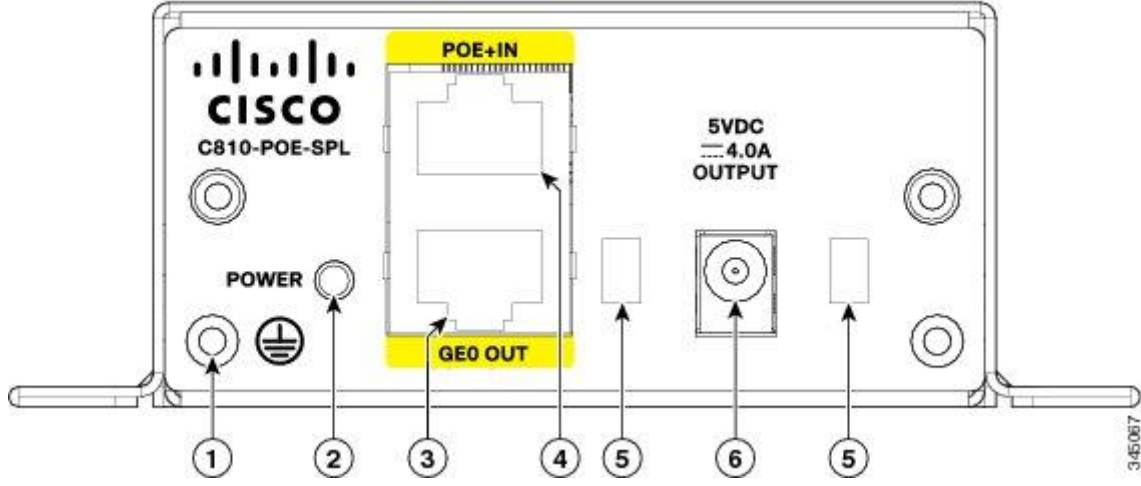 CISCO
C810-POE-SPL
POE+IN
5VDC
4.0A
OUTPUT
POWER
GE0 OUT
1
2
3
4
5
6
5
345067